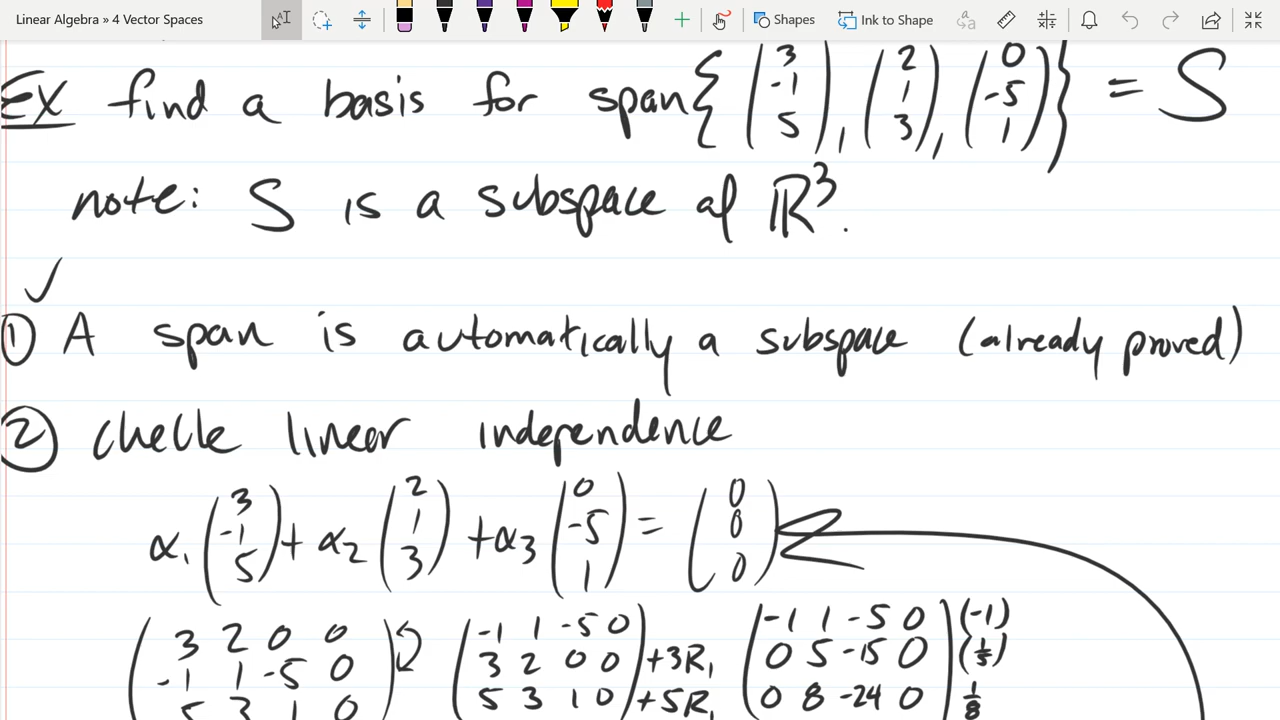 Linear Algebra » 4 Vector Spaces
Shapes Ink to Shape
Ex find a basis for span{(3 -1 5), (2 1 3), (0 -5 1)} = S
note: S is a subspace of ℝ³.
✓
① A span is automatically a subspace (already proved)
② Check linear independence
α₁(3 -1 5) + α₂(2 1 3) + α₃(0 -5 1) = (0 0 0)
3 2 0 0
-1 1 -5 0
5 3 1 0
-1 1 -5 0
3 2 0 0 +3R₁
5 3 1 0 +5R₁
-1 1 -5 0 (-1)
0 5 -15 0 (1/5)
0 8 -24 0 1/8